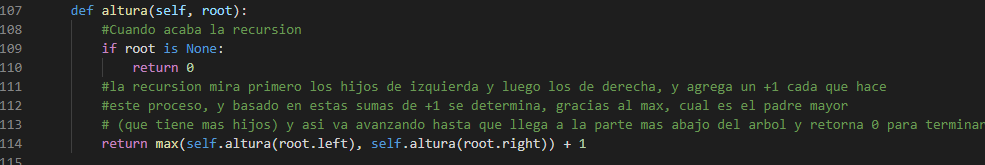 107 def altura(self, root):
108 #Cuando acaba la recursion
109 if root is None:
110 return 0
111 #la recursion mira primero los hijos de izquierda y luego los de derecha, y agrega un +1 cada que hace
112 #este proceso, y basado en estas sumas de +1 se determina, gracias al max, cual es el padre mayor
113 # (que tiene mas hijos) y asi va avanzando hasta que llega a la parte mas abajo del arbol y retorna 0 para terminar
114 return max(self.altura(root.left), self.altura(root.right)) + 1
115